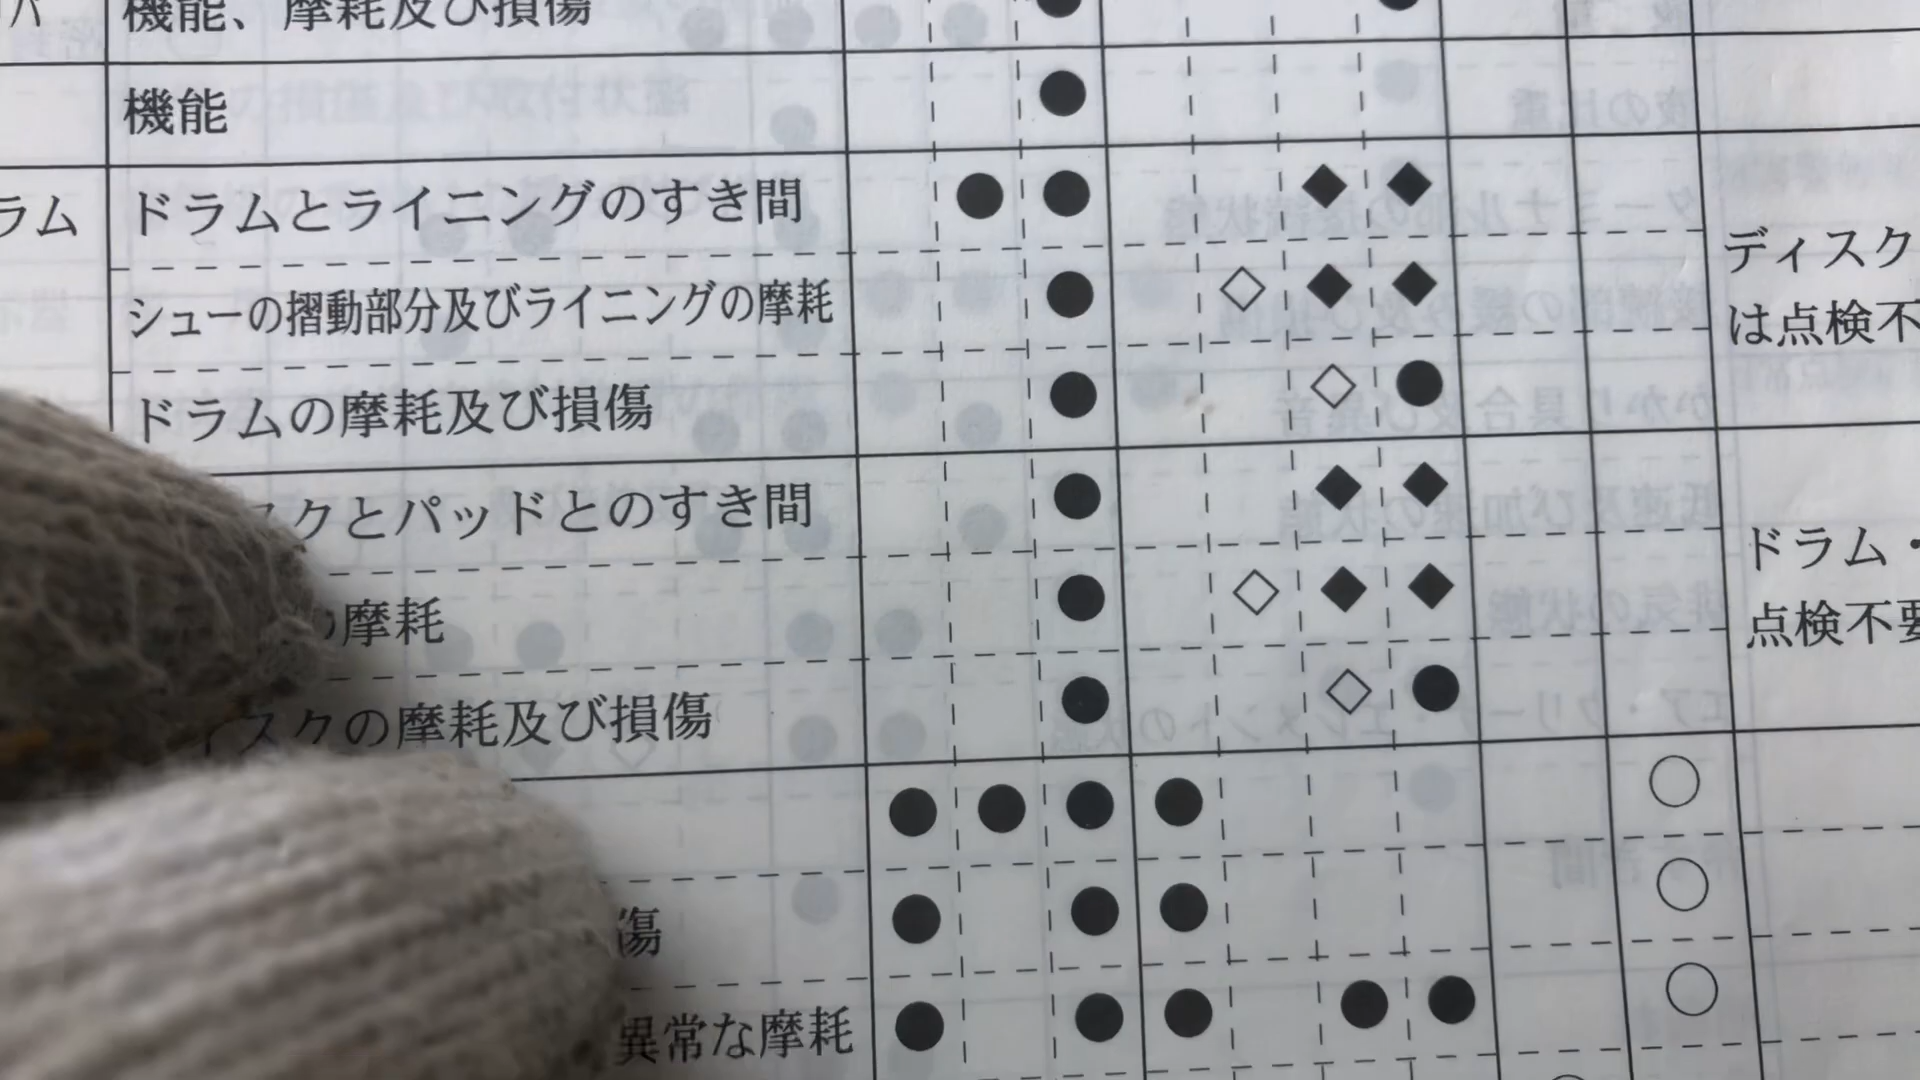 機能、摩耗及び損傷
機能
ラム
ドラムとライニングのすき間
シューの摺動部分及びライニングの摩耗
ドラムの摩耗及び損傷
ディスク
は点検不
スクとパッドとのすき間
の摩耗
ィスクの摩耗及び損傷
ドラム・
点検不要
傷
異常な摩耗